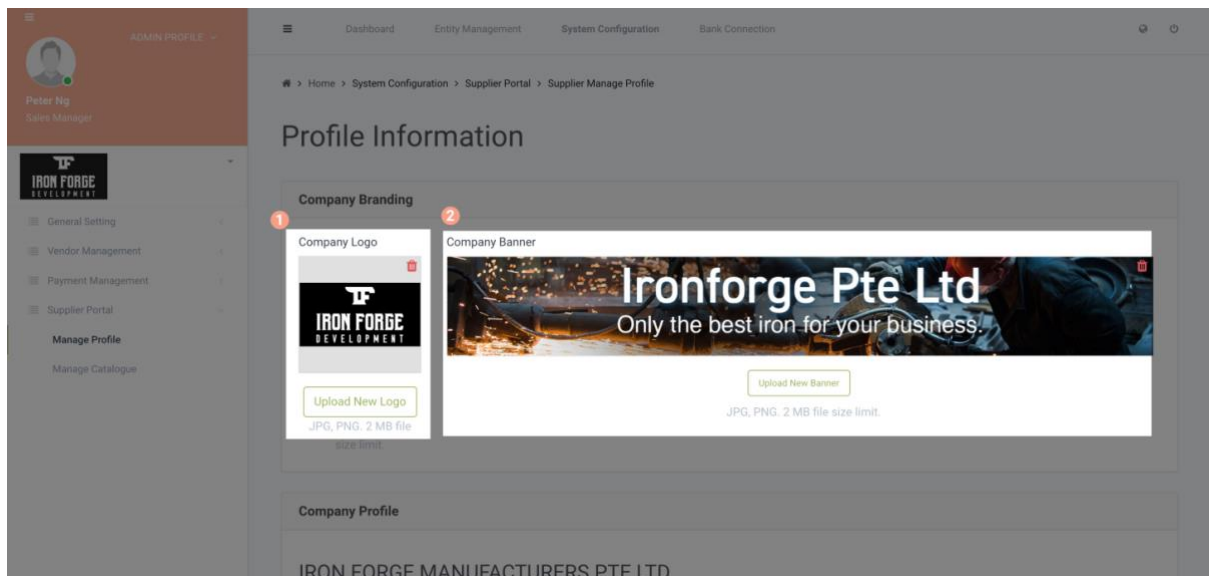 ADMIN PROFILE
Peter Ng
Sales Manager
IF
IRON FORGE
DEVELOPMENT
General Setting
Vendor Management
Payment Management
Supplier Portal
Manage Profile
Manage Catalogue
Dashboard Entity Management System Configuration Bank Connection
> Home > System Configuration > Supplier Portal > Supplier Manage Profile
Profile Information
Company Branding
1
Company Logo
IF
IRON FORGE
DEVELOPMENT
Upload New Logo
JPG, PNG. 2 MB file
size limit.
2
Company Banner
Ironforge Pte Ltd
Only the best iron for your business.
Upload New Banner
JPG, PNG. 2 MB file size limit.
Company Profile
IRON FORGE MANUFACTURERS PTE LTD